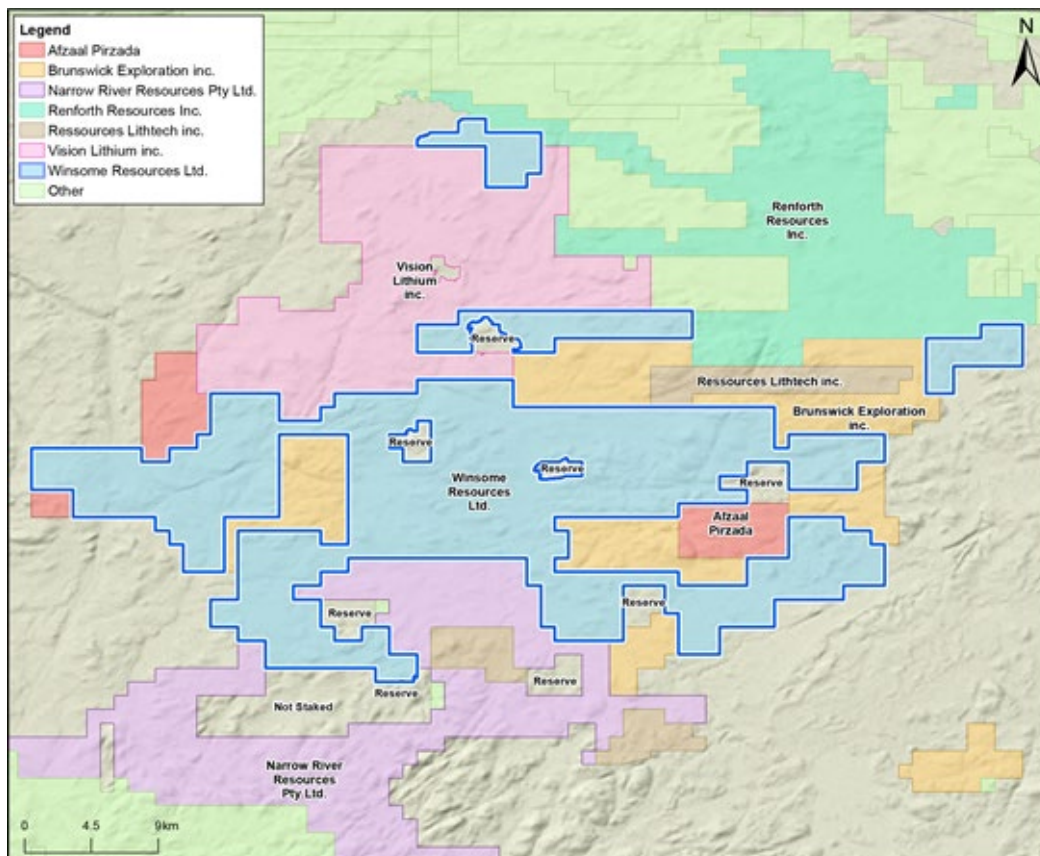 Legend
Afzaal Pirzada
Brunswick Exploration inc.
Narrow River Resources Pty Ltd.
Renforth Resources Inc.
Ressources Lithtech inc.
Vision Lithium inc.
Winsome Resources Ltd.
Other
N
Renforth
Resources
Inc.
Vision
Lithium
inc.
Reserve
Ressources Lithtech inc.
Brunswick Exploration
inc.
Reserve
Reserve
Winsome
Resources
Ltd.
Reserve
Afzaal
Pirzada
Reserve
Reserve
Reserve
Reserve
Not Staked
Narrow River
Resources
Pty Ltd.
0 4.5 9km